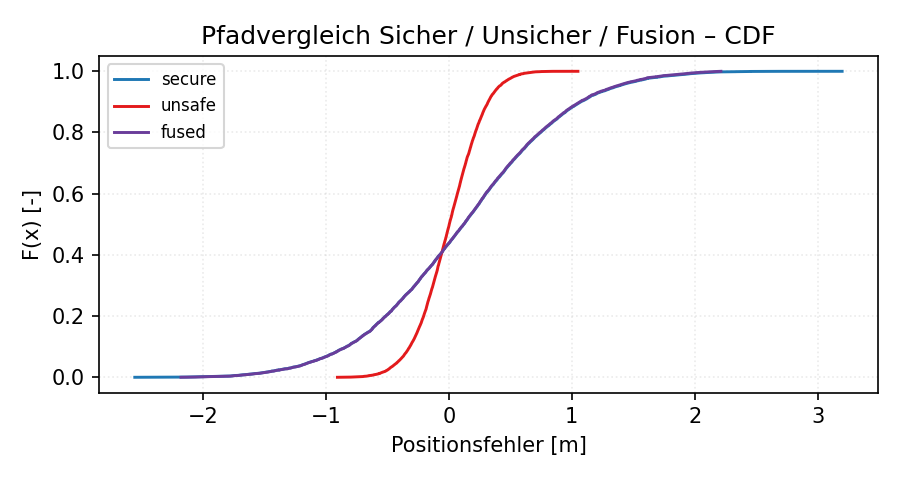 Pfadvergleich Sicher / Unsicher / Fusion – CDF
secure
unsafe
fused
F(x) [-]
1.0
0.8
0.6
0.4
0.2
0.0
−2
−1
0
1
2
3
Positionsfehler [m]